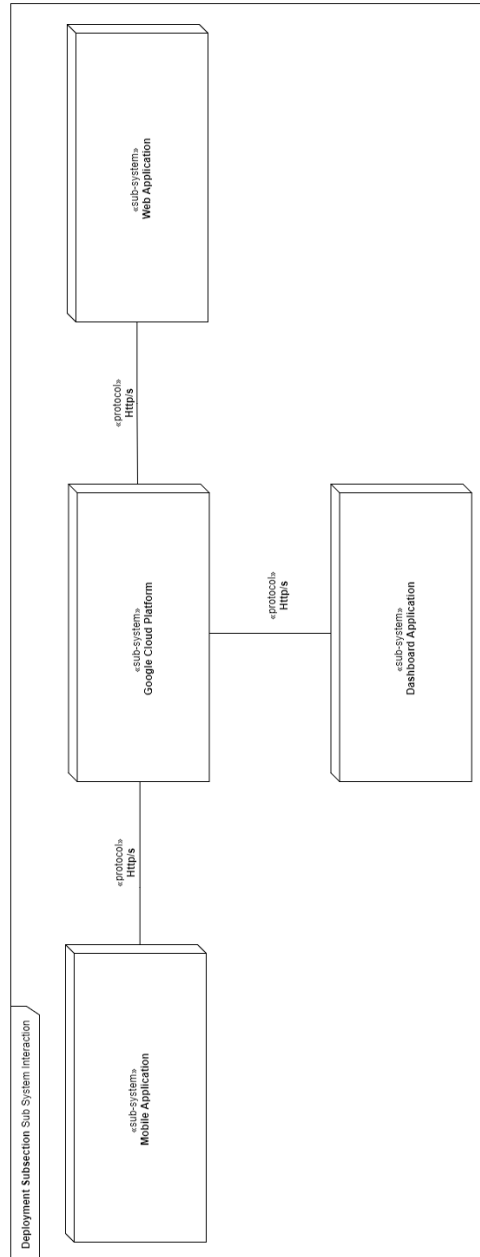 Deployment Subsection Sub System Interaction
«sub-system»
Mobile Application
«protocol»
Http/s
«sub-system»
Google Cloud Platform
«protocol»
Http/s
«sub-system»
Web Application
«protocol»
Http/s
«sub-system»
Dashboard Application